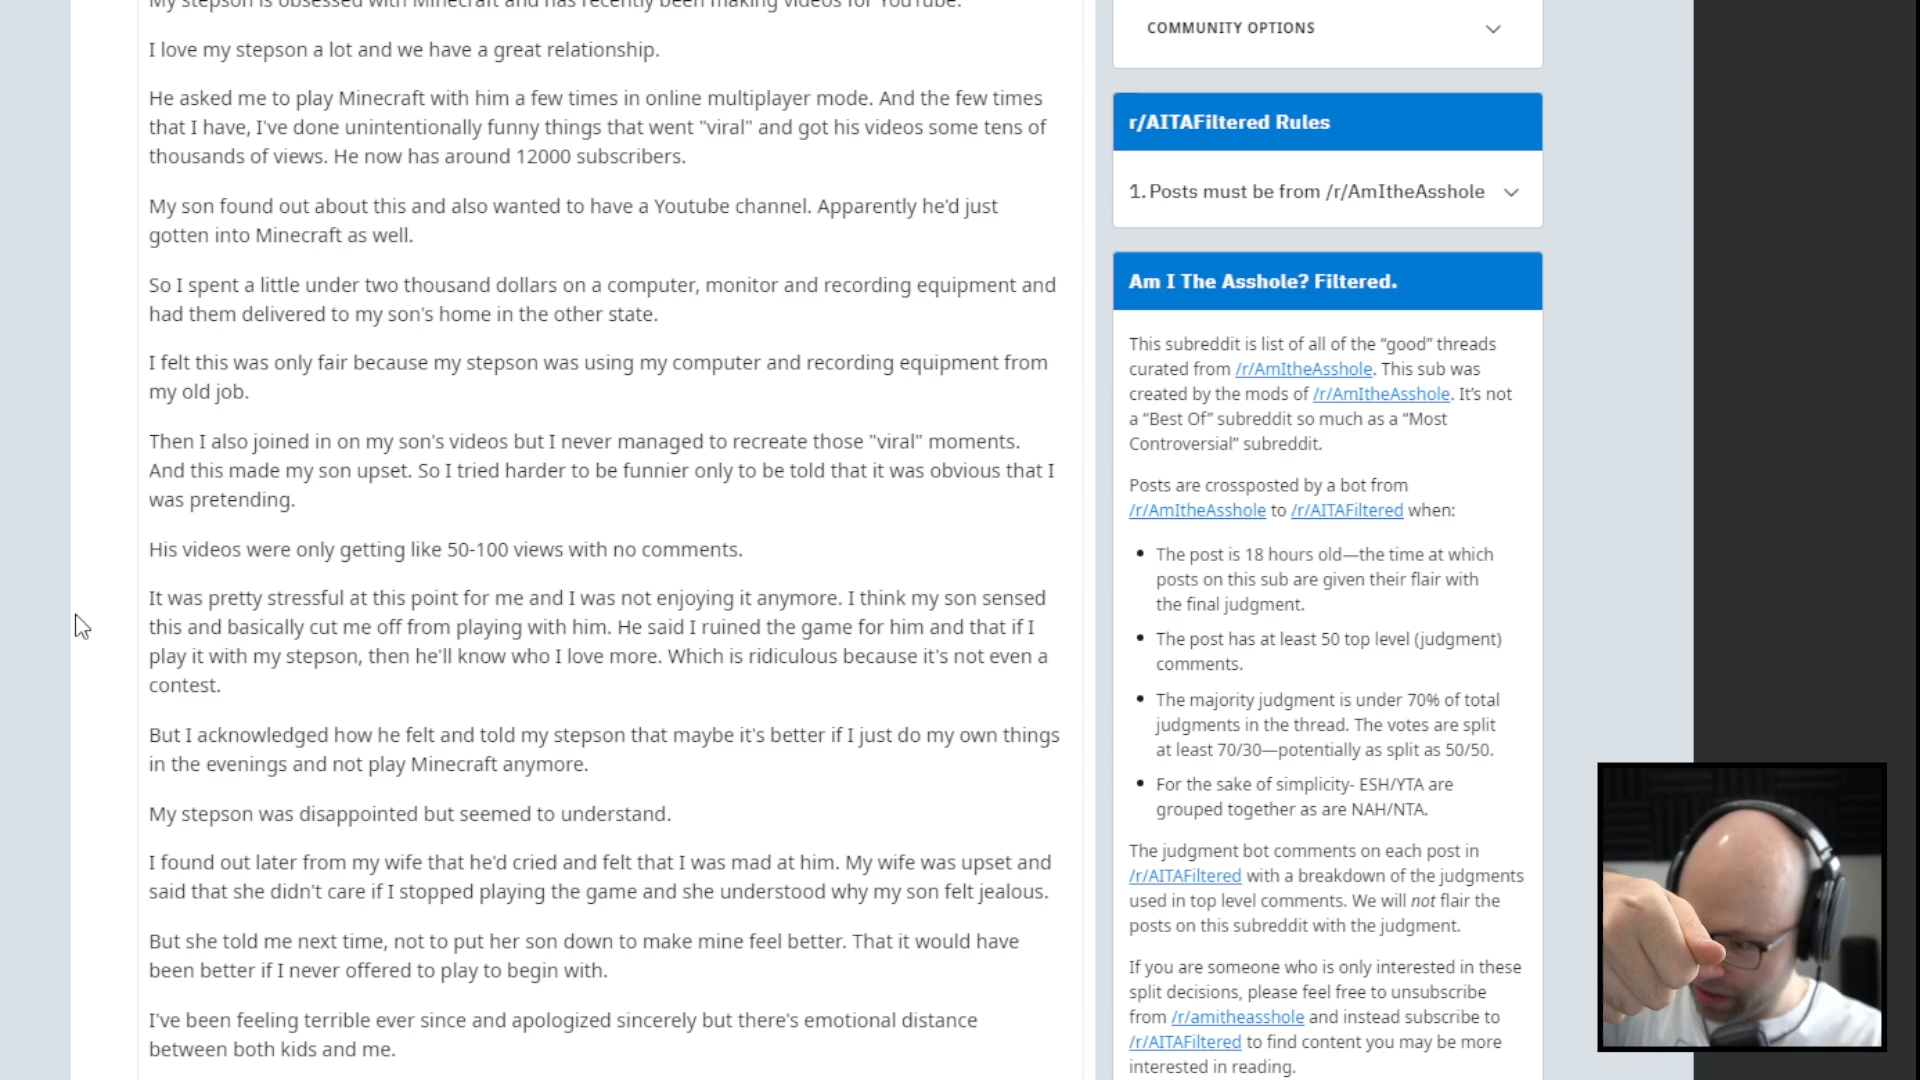 My stepson is obsessed with Minecraft and has recently been making videos for YouTube.
I love my stepson a lot and we have a great relationship.
He asked me to play Minecraft with him a few times in online multiplayer mode. And the few times
that I have, I've done unintentionally funny things that went "viral" and got his videos some tens of
thousands of views. He now has around 12000 subscribers.
My son found out about this and also wanted to have a Youtube channel. Apparently he'd just
gotten into Minecraft as well.
So I spent a little under two thousand dollars on a computer, monitor and recording equipment and
had them delivered to my son's home in the other state.
I felt this was only fair because my stepson was using my computer and recording equipment from
my old job.
Then I also joined in on my son's videos but I never managed to recreate those "viral" moments.
And this made my son upset. So I tried harder to be funnier only to be told that it was obvious that I
was pretending.
His videos were only getting like 50-100 views with no comments.
It was pretty stressful at this point for me and I was not enjoying it anymore. I think my son sensed
this and basically cut me off from playing with him. He said I ruined the game for him and that if I
play it with my stepson, then he'll know who I love more. Which is ridiculous because it's not even a
contest.
But I acknowledged how he felt and told my stepson that maybe it's better if I just do my own things
in the evenings and not play Minecraft anymore.
My stepson was disappointed but seemed to understand.
I found out later from my wife that he'd cried and felt that I was mad at him. My wife was upset and
said that she didn't care if I stopped playing the game and she understood why my son felt jealous.
But she told me next time, not to put her son down to make mine feel better. That it would have
been better if I never offered to play to begin with.
I've been feeling terrible ever since and apologized sincerely but there's emotional distance
between both kids and me.
COMMUNITY OPTIONS
r/AITAFiltered Rules
1. Posts must be from /r/AmItheAsshole
Am I The Asshole? Filtered.
This subreddit is list of all of the “good” threads
curated from /r/AmItheAsshole. This sub was
created by the mods of /r/AmItheAsshole. It’s not
a “Best Of” subreddit so much as a “Most
Controversial” subreddit.
Posts are crossposted by a bot from
/r/AmItheAsshole to /r/AITAFiltered when:
• The post is 18 hours old—the time at which
posts on this sub are given their flair with
the final judgment.
• The post has at least 50 top level (judgment)
comments.
• The majority judgment is under 70% of total
judgments in the thread. The votes are split
at least 70/30—potentially as split as 50/50.
• For the sake of simplicity- ESH/YTA are
grouped together as are NAH/NTA.
The judgment bot comments on each post in
/r/AITAFiltered with a breakdown of the judgments
used in top level comments. We will not flair the
posts on this subreddit with the judgment.
If you are someone who is only interested in these
split decisions, please feel free to unsubscribe
from /r/amitheasshole and instead subscribe to
/r/AITAFiltered to find content you may be more
interested in reading.